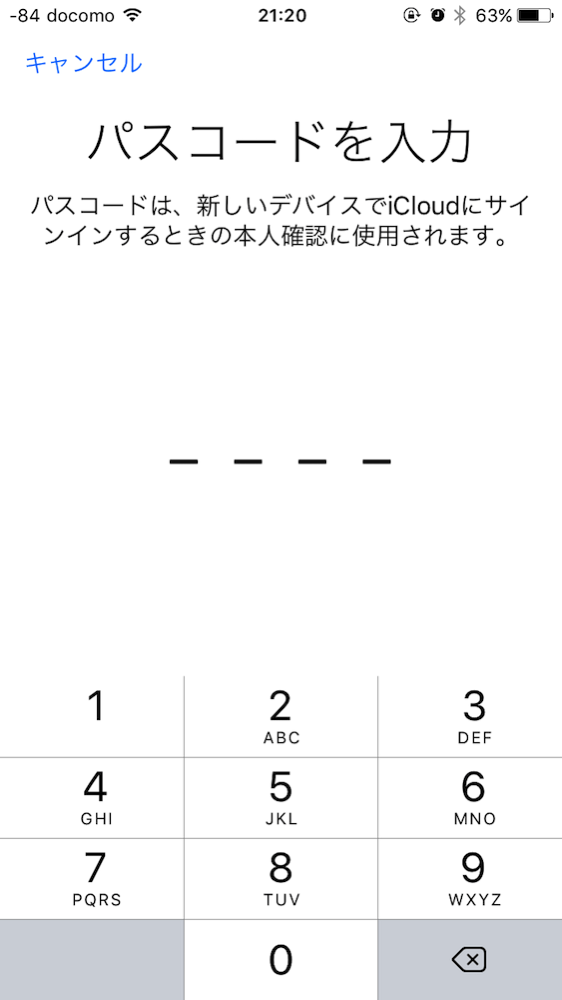 -84 docomo 21:20 63%
キャンセル
パスコードを入力
パスコードは、新しいデバイスでiCloudにサイ
ンインするときの本人確認に使用されます。
1 2 3
ABC DEF
4 5 6
GHI JKL MNO
7 8 9
PQRS TUV WXYZ
0